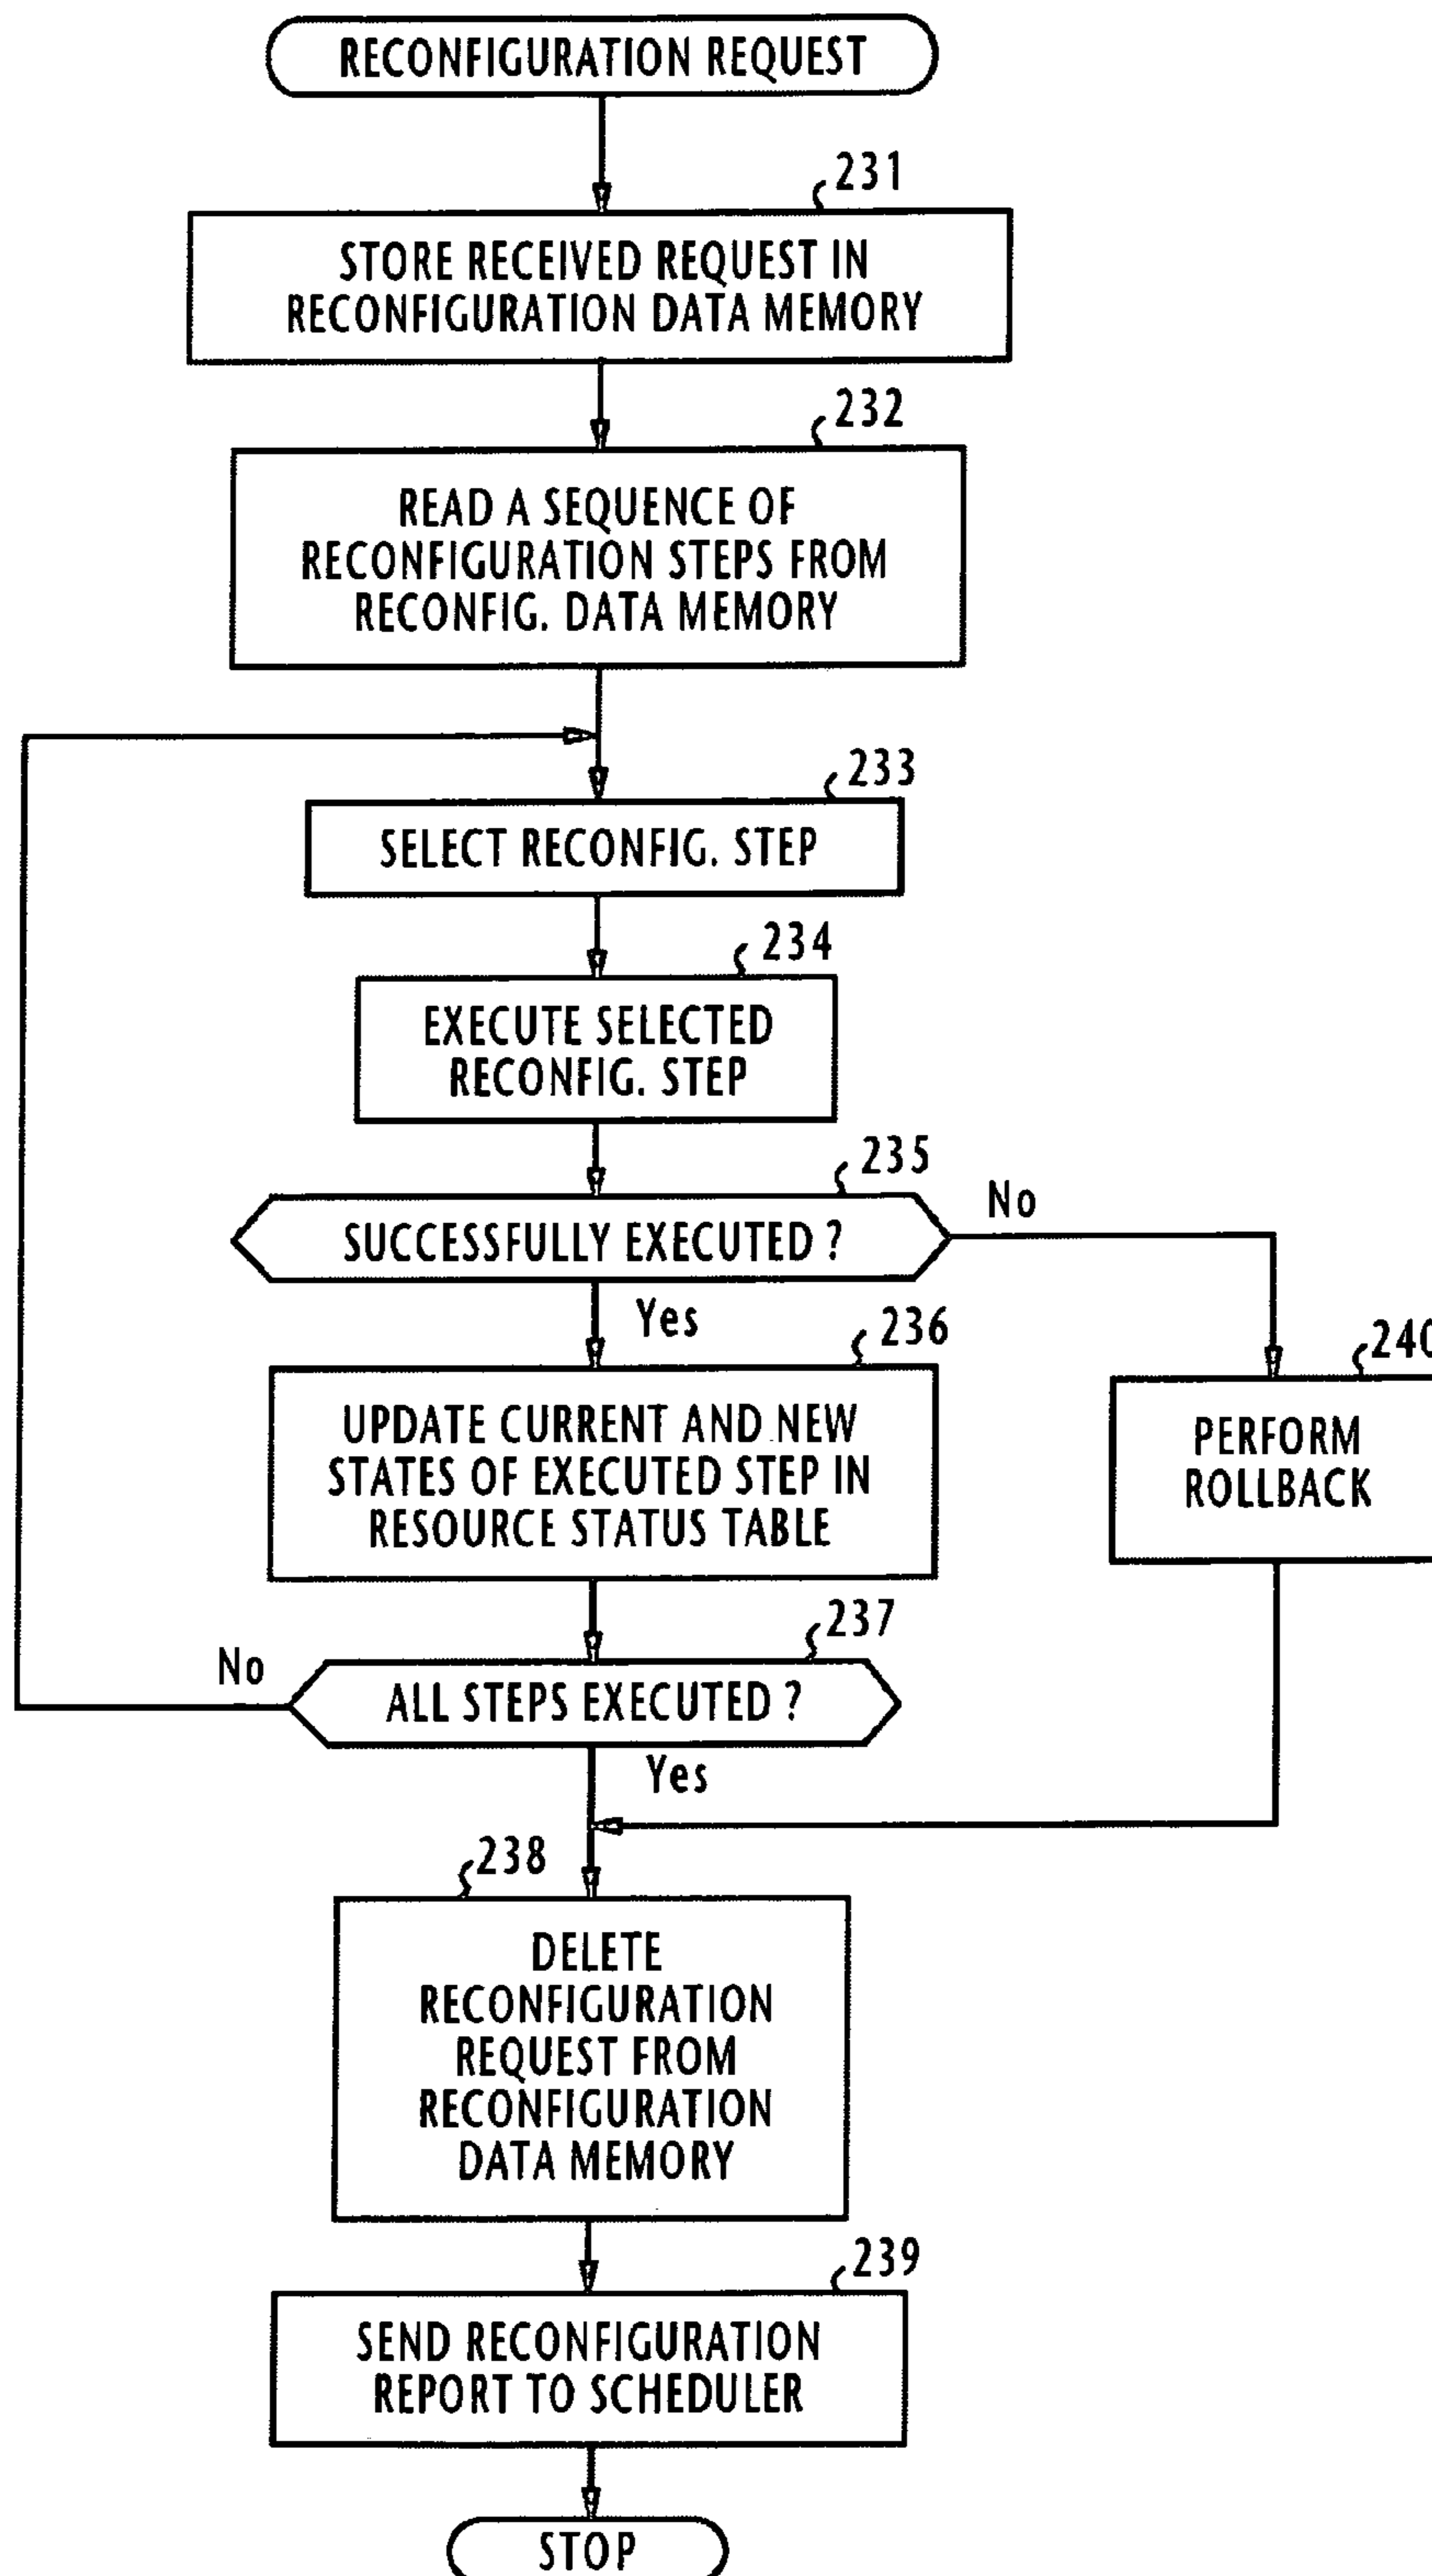 RECONFIGURATION REQUEST
231
STORE RECEIVED REQUEST IN
RECONFIGURATION DATA MEMORY
232
READ A SEQUENCE OF
RECONFIGURATION STEPS FROM
RECONFIG. DATA MEMORY
233
SELECT RECONFIG. STEP
234
EXECUTE SELECTED
RECONFIG. STEP
235
SUCCESSFULLY EXECUTED ?
No
Yes
236
UPDATE CURRENT AND NEW
STATES OF EXECUTED STEP IN
RESOURCE STATUS TABLE
240
PERFORM
ROLLBACK
237
No
ALL STEPS EXECUTED ?
Yes
238
DELETE
RECONFIGURATION
REQUEST FROM
RECONFIGURATION
DATA MEMORY
239
SEND RECONFIGURATION
REPORT TO SCHEDULER
STOP